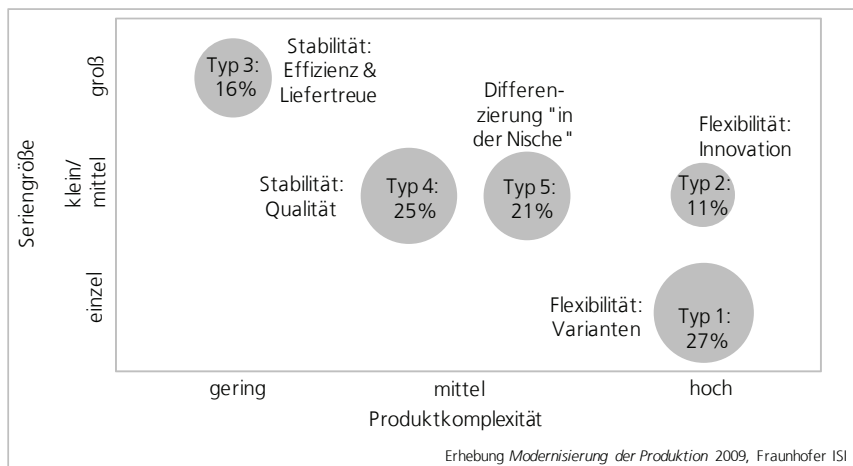 Seriengröße
groß
klein/
mittel
einzel
Typ 3:
16%
Stabilität:
Effizienz &
Liefertreue
Differen-
zierung "in
der Nische"
Flexibilität:
Innovation
Stabilität:
Qualität
Typ 4:
25%
Typ 5:
21%
Typ 2:
11%
Flexibilität:
Varianten
Typ 1:
27%
gering
mittel
hoch
Produktkomplexität
Erhebung Modernisierung der Produktion 2009, Fraunhofer ISI